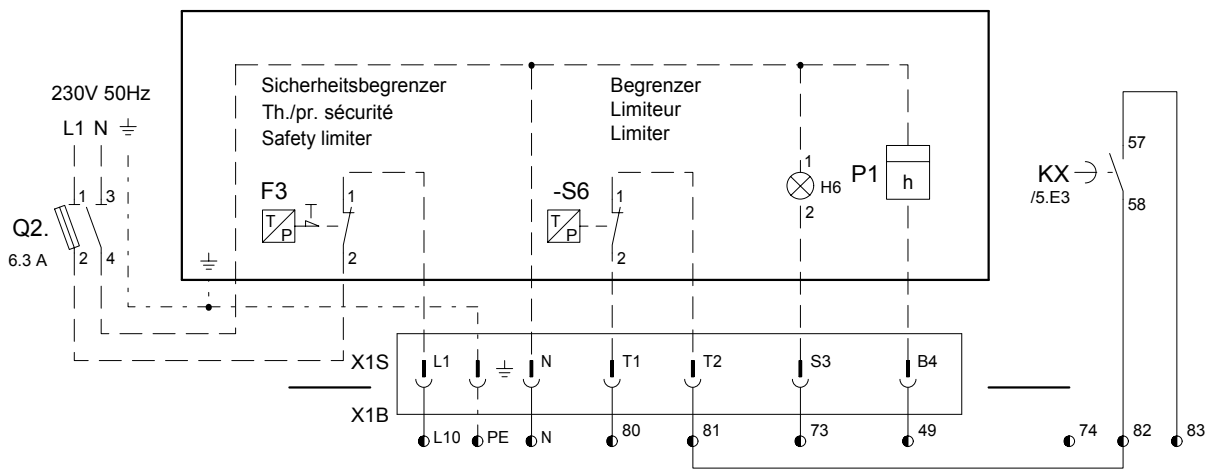 230V 50Hz
L1 N
Sicherheitsbegrenzer
Th./pr. sécurité
Safety limiter
Begrenzer
Limiteur
Limiter
F3
T
P
1
2
-S6
T
P
1
2
1
H6
2
P1
h
57
KX
/5.E3
58
Q2.
6.3 A
1 3
2 4
X1S
L1
N
T1
T2
S3
B4
X1B
L10
PE
N
80
81
73
49
74
82
83